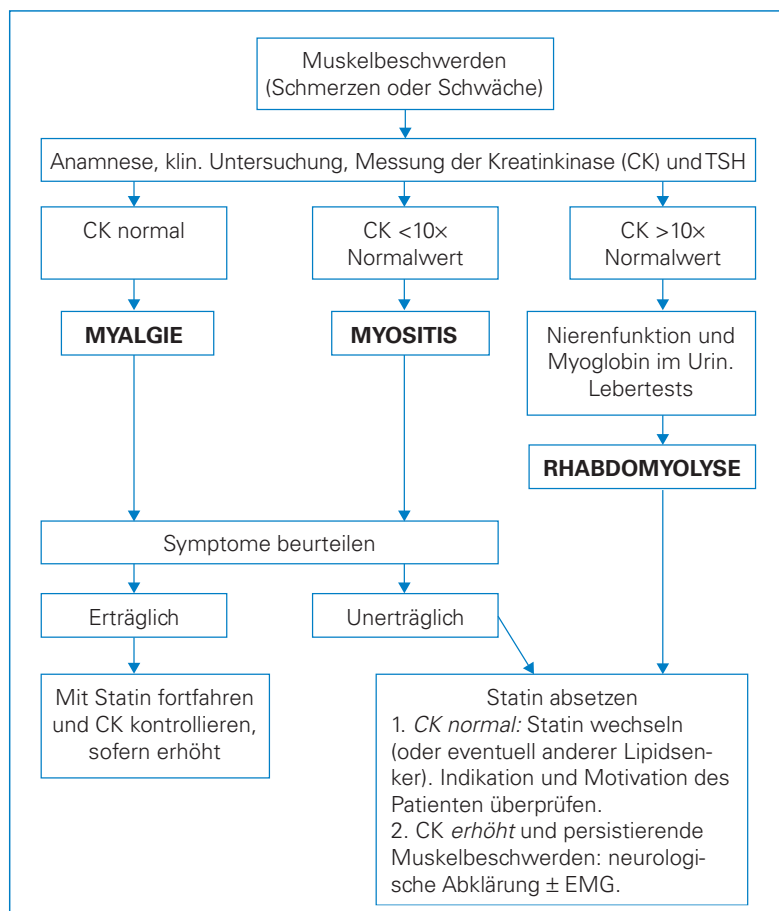 Muskelbeschwerden
(Schmerzen oder Schwäche)
Anamnese, klin. Untersuchung, Messung der Kreatinkinase (CK) und TSH
CK normal
CK <10×
Normalwert
CK >10×
Normalwert
MYALGIE
MYOSITIS
Nierenfunktion und
Myoglobin im Urin.
Lebertests
RHABDOMYOLYSE
Symptome beurteilen
Erträglich
Unerträglich
Mit Statin fortfahren
und CK kontrollieren,
sofern erhöht
Statin absetzen
1. CK normal: Statin wechseln
(oder eventuell anderer Lipidsen-
ker). Indikation und Motivation des
Patienten überprüfen.
2. CK erhöht und persistierende
Muskelbeschwerden: neurologi-
sche Abklärung ± EMG.